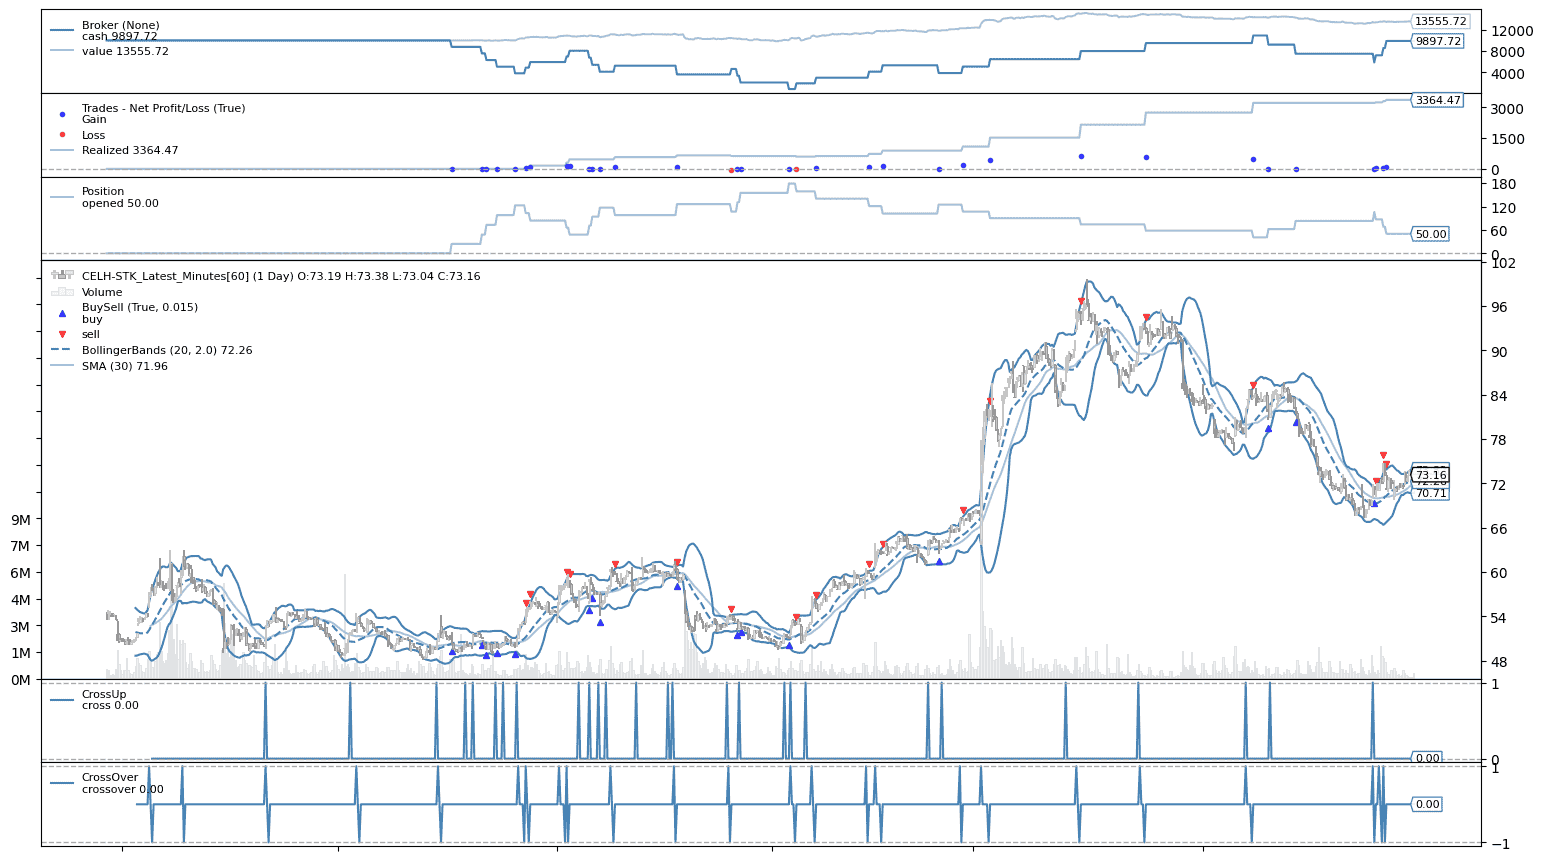 Broker (None)
cash 9897.72
value 13555.72
13555.72
9897.72
12000
8000
4000
Trades - Net Profit/Loss (True)
Gain
Loss
Realized 3364.47
3364.47
3000
1500
0
Position
opened 50.00
50.00
180
120
60
0
CELH-STK_Latest_Minutes[60] (1 Day) O:73.19 H:73.38 L:73.04 C:73.16
Volume
BuySell (True, 0.015)
buy
sell
BollingerBands (20, 2.0) 72.26
SMA (30) 71.96
102
96
90
84
78
72
66
60
54
48
73.16
70.71
9M
7M
6M
4M
3M
1M
0M
CrossUp
cross 0.00
1
0
0.00
CrossOver
crossover 0.00
1
0.00
−1